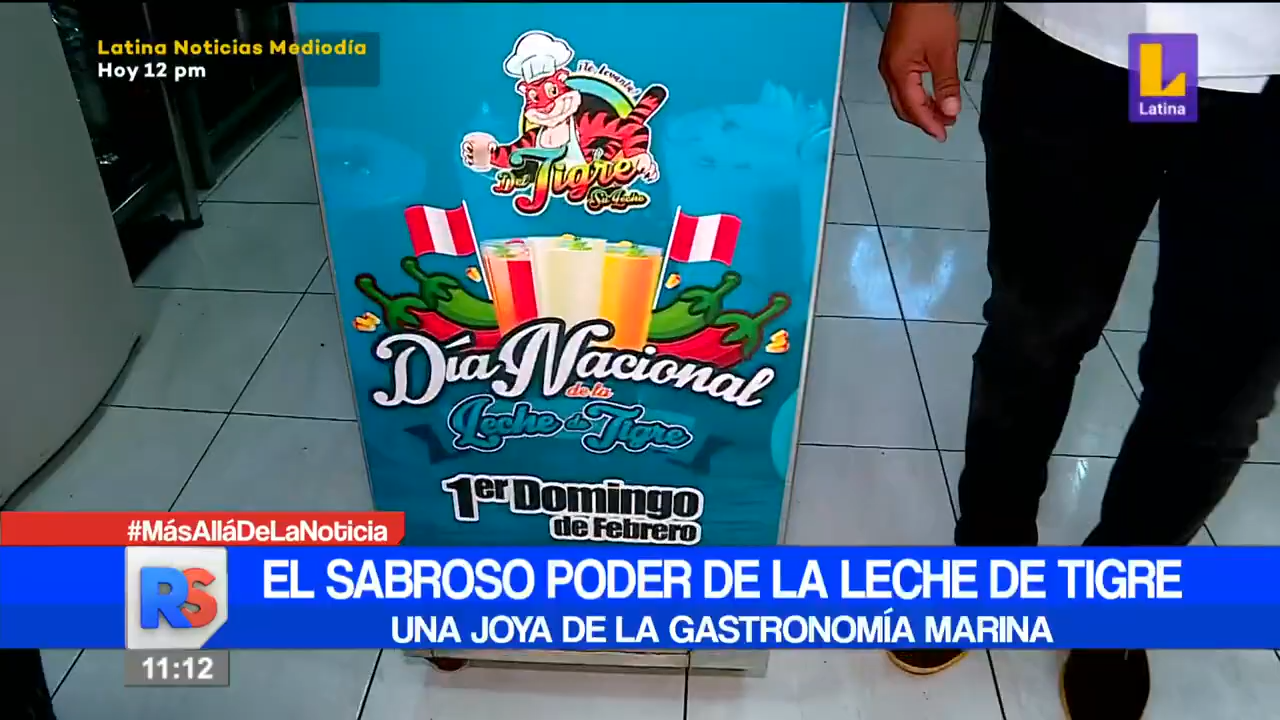 Latina Noticias Mediodía
Hoy 12 pm
L
Latina
¡Te levanta!
Del Tigre
Su Leche
Día Nacional
de la
Leche de Tigre
1er Domingo
de Febrero
#MásAlláDeLaNoticia
RS
EL SABROSO PODER DE LA LECHE DE TIGRE
UNA JOYA DE LA GASTRONOMÍA MARINA
11:12